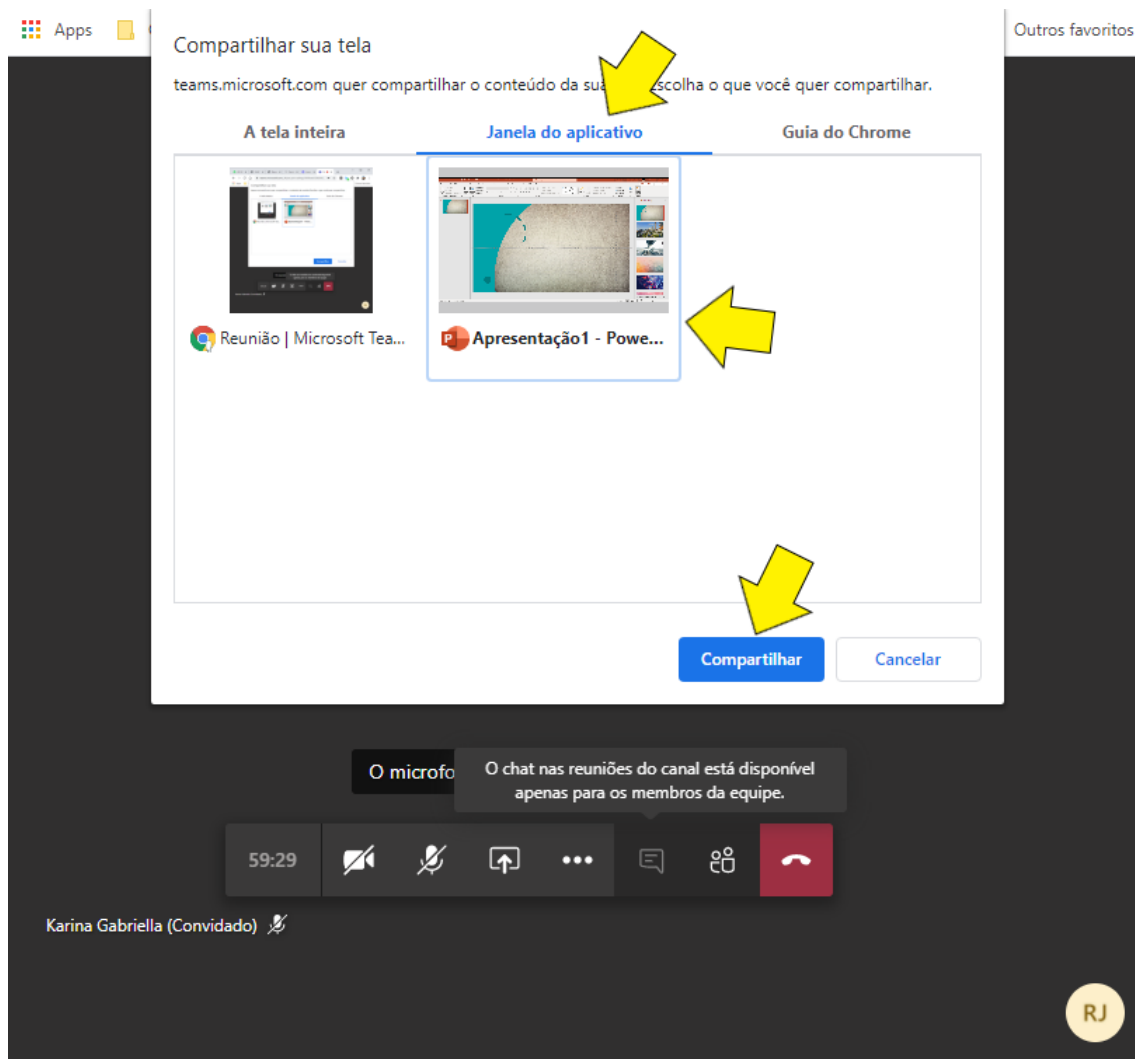 Apps
Outros favoritos
Compartilhar sua tela
teams.microsoft.com quer compartilhar o conteúdo da sua escolha o que você quer compartilhar.
A tela inteira
Janela do aplicativo
Guia do Chrome
Reunião | Microsoft Tea...
Apresentação1 - Powe...
Compartilhar
Cancelar
O microfo
O chat nas reuniões do canal está disponível
apenas para os membros da equipe.
59:29
Karina Gabriella (Convidado)
RJ